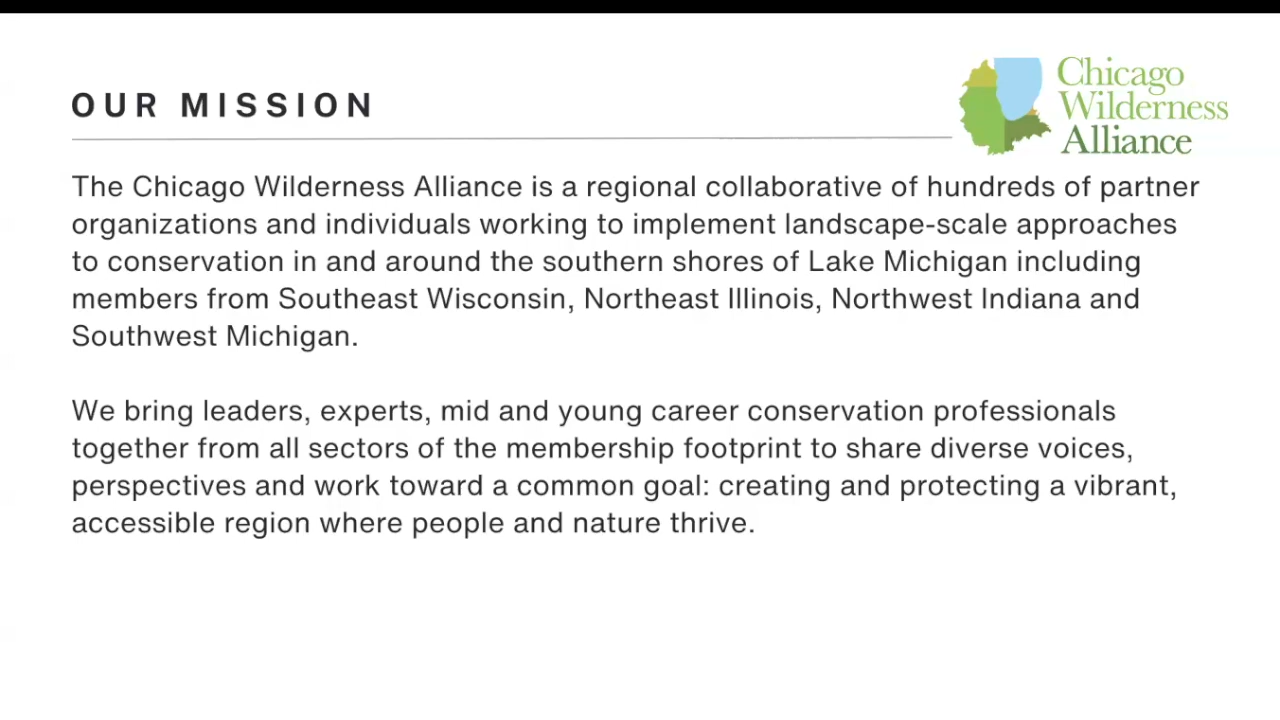 OUR MISSION
Chicago
Wilderness
Alliance
The Chicago Wilderness Alliance is a regional collaborative of hundreds of partner
organizations and individuals working to implement landscape-scale approaches
to conservation in and around the southern shores of Lake Michigan including
members from Southeast Wisconsin, Northeast Illinois, Northwest Indiana and
Southwest Michigan.
We bring leaders, experts, mid and young career conservation professionals
together from all sectors of the membership footprint to share diverse voices,
perspectives and work toward a common goal: creating and protecting a vibrant,
accessible region where people and nature thrive.